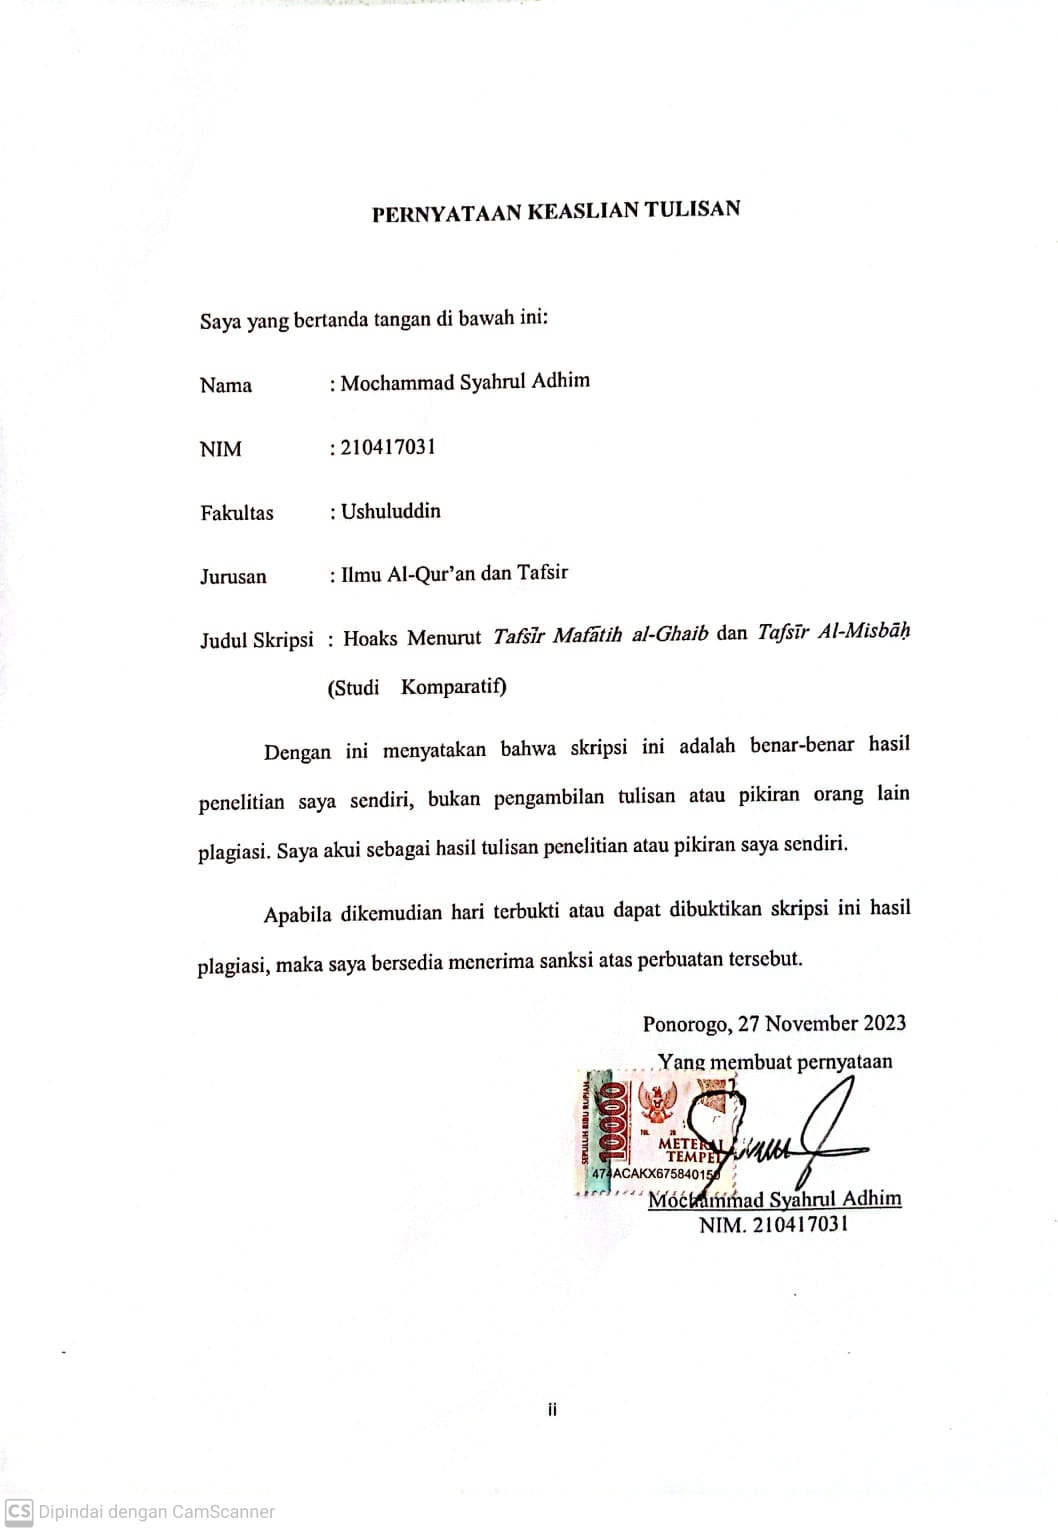 PERNYATAAN KEASLIAN TULISAN
Saya yang bertanda tangan di bawah ini:
Nama : Mochammad Syahrul Adhim
NIM : 210417031
Fakultas : Ushuluddin
Jurusan : Ilmu Al-Qur’an dan Tafsir
Judul Skripsi : Hoaks Menurut Tafsīr Mafātih al-Ghaib dan Tafsīr Al-Misbāḥ
(Studi Komparatif)
Dengan ini menyatakan bahwa skripsi ini adalah benar-benar hasil
penelitian saya sendiri, bukan pengambilan tulisan atau pikiran orang lain
plagiasi. Saya akui sebagai hasil tulisan penelitian atau pikiran saya sendiri.
Apabila dikemudian hari terbukti atau dapat dibuktikan skripsi ini hasil
plagiasi, maka saya bersedia menerima sanksi atas perbuatan tersebut.
Ponorogo, 27 November 2023
Yang membuat pernyataan
SEPULUH RIBU RUPIAH
10000
TGL. 20
METERAI
TEMPEL
Mochammad Syahrul Adhim
NIM. 210417031
ii
CS Dipindai dengan CamScanner